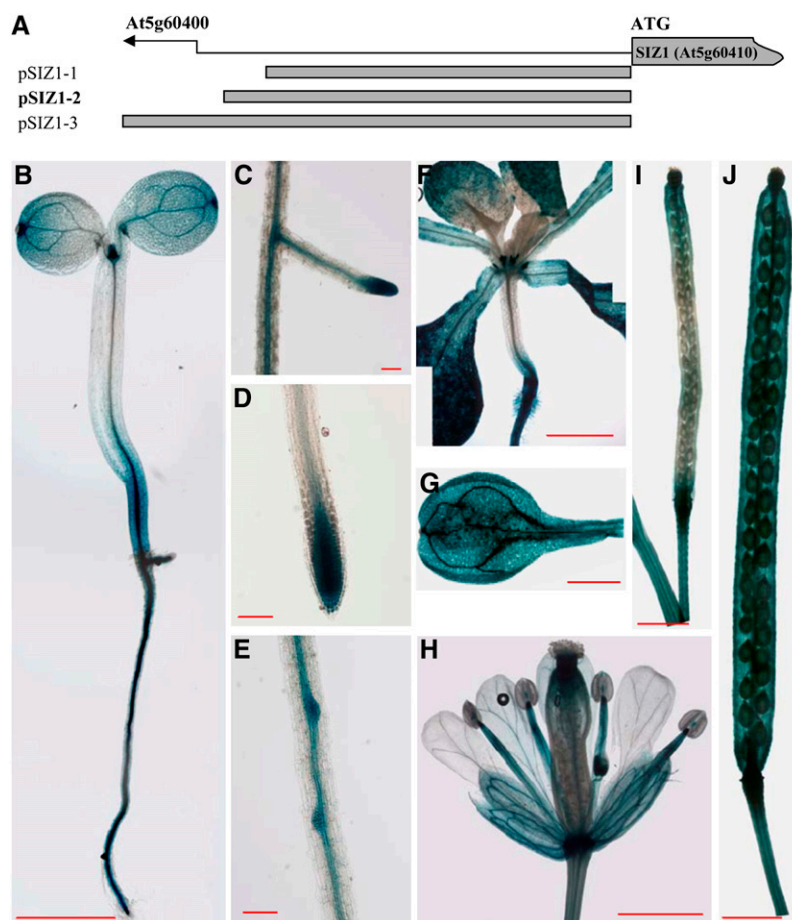 A
At5g60400
ATG
SIZ1 (At5g60410)
pSIZ1-1
pSIZ1-2
pSIZ1-3
B
C
D
E
F
)
G
H
I
J